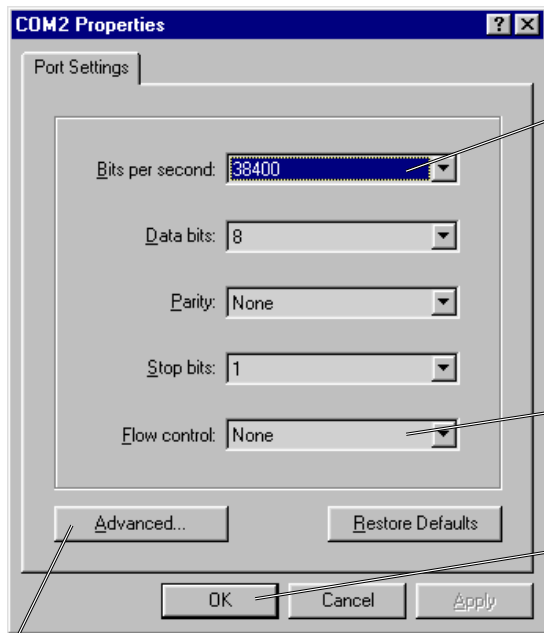 COM2 Properties
Port Settings
Bits per second: 38400
Data bits: 8
Parity: None
Stop bits: 1
Flow control: None
Advanced... Restore Defaults
OK Cancel Apply